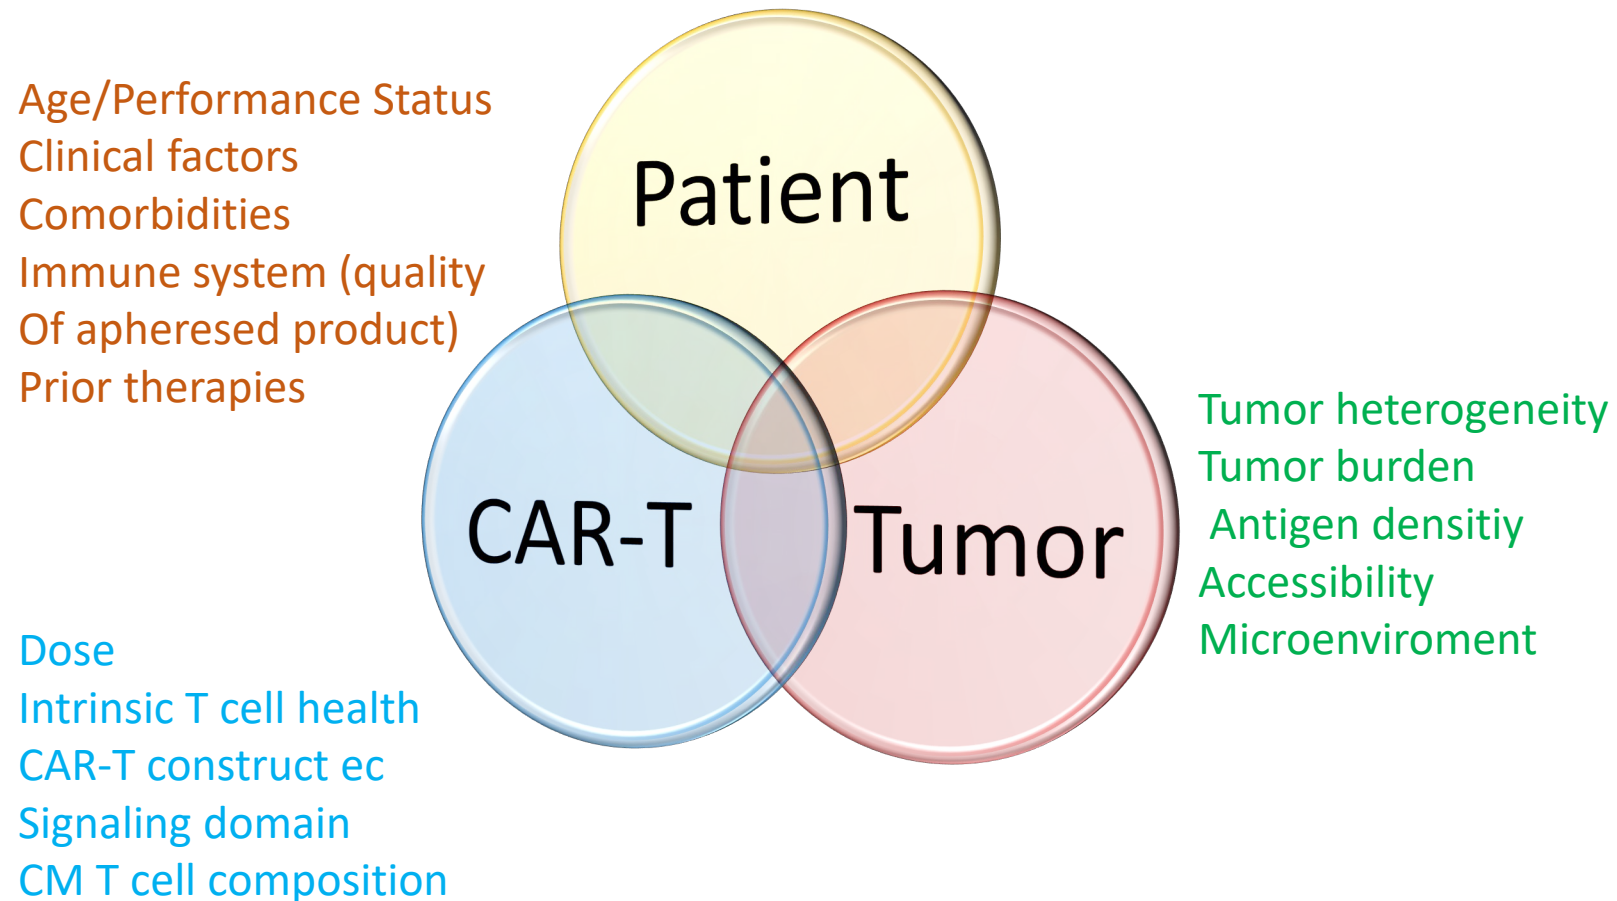 Age/Performance Status
Clinical factors
Comorbidities
Immune system (quality
Of apheresed product)
Prior therapies
Patient
CAR-T
Tumor
Tumor heterogeneity
Tumor burden
Antigen densitiy
Accessibility
Microenviroment
Dose
Intrinsic T cell health
CAR-T construct ec
Signaling domain
CM T cell composition